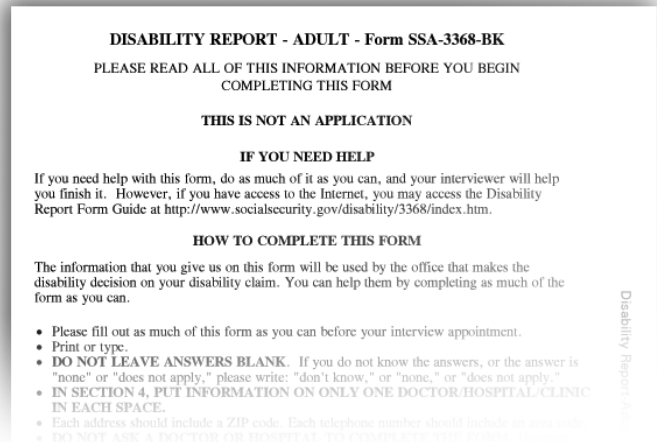 DISABILITY REPORT - ADULT - Form SSA-3368-BK
PLEASE READ ALL OF THIS INFORMATION BEFORE YOU BEGIN
COMPLETING THIS FORM
THIS IS NOT AN APPLICATION
IF YOU NEED HELP
If you need help with this form, do as much of it as you can, and your interviewer will help
you finish it. However, if you have access to the Internet, you may access the Disability
Report Form Guide at http://www.socialsecurity.gov/disability/3368/index.htm.
HOW TO COMPLETE THIS FORM
The information that you give us on this form will be used by the office that makes the
disability decision on your disability claim. You can help them by completing as much of the
form as you can.
• Please fill out as much of this form as you can before your interview appointment.
• Print or type.
• DO NOT LEAVE ANSWERS BLANK. If you do not know the answers, or the answer is
"none" or "does not apply," please write: "don't know," or "none," or "does not apply."
• IN SECTION 4, PUT INFORMATION ON ONLY ONE DOCTOR/HOSPITAL/CLINIC
IN EACH SPACE.
• Each address should include a ZIP code. Each telephone number should include an area code.
• DO NOT ASK A DOCTOR OR HOSPITAL TO COMPLETE THE FORM.
Disability Report-Adult